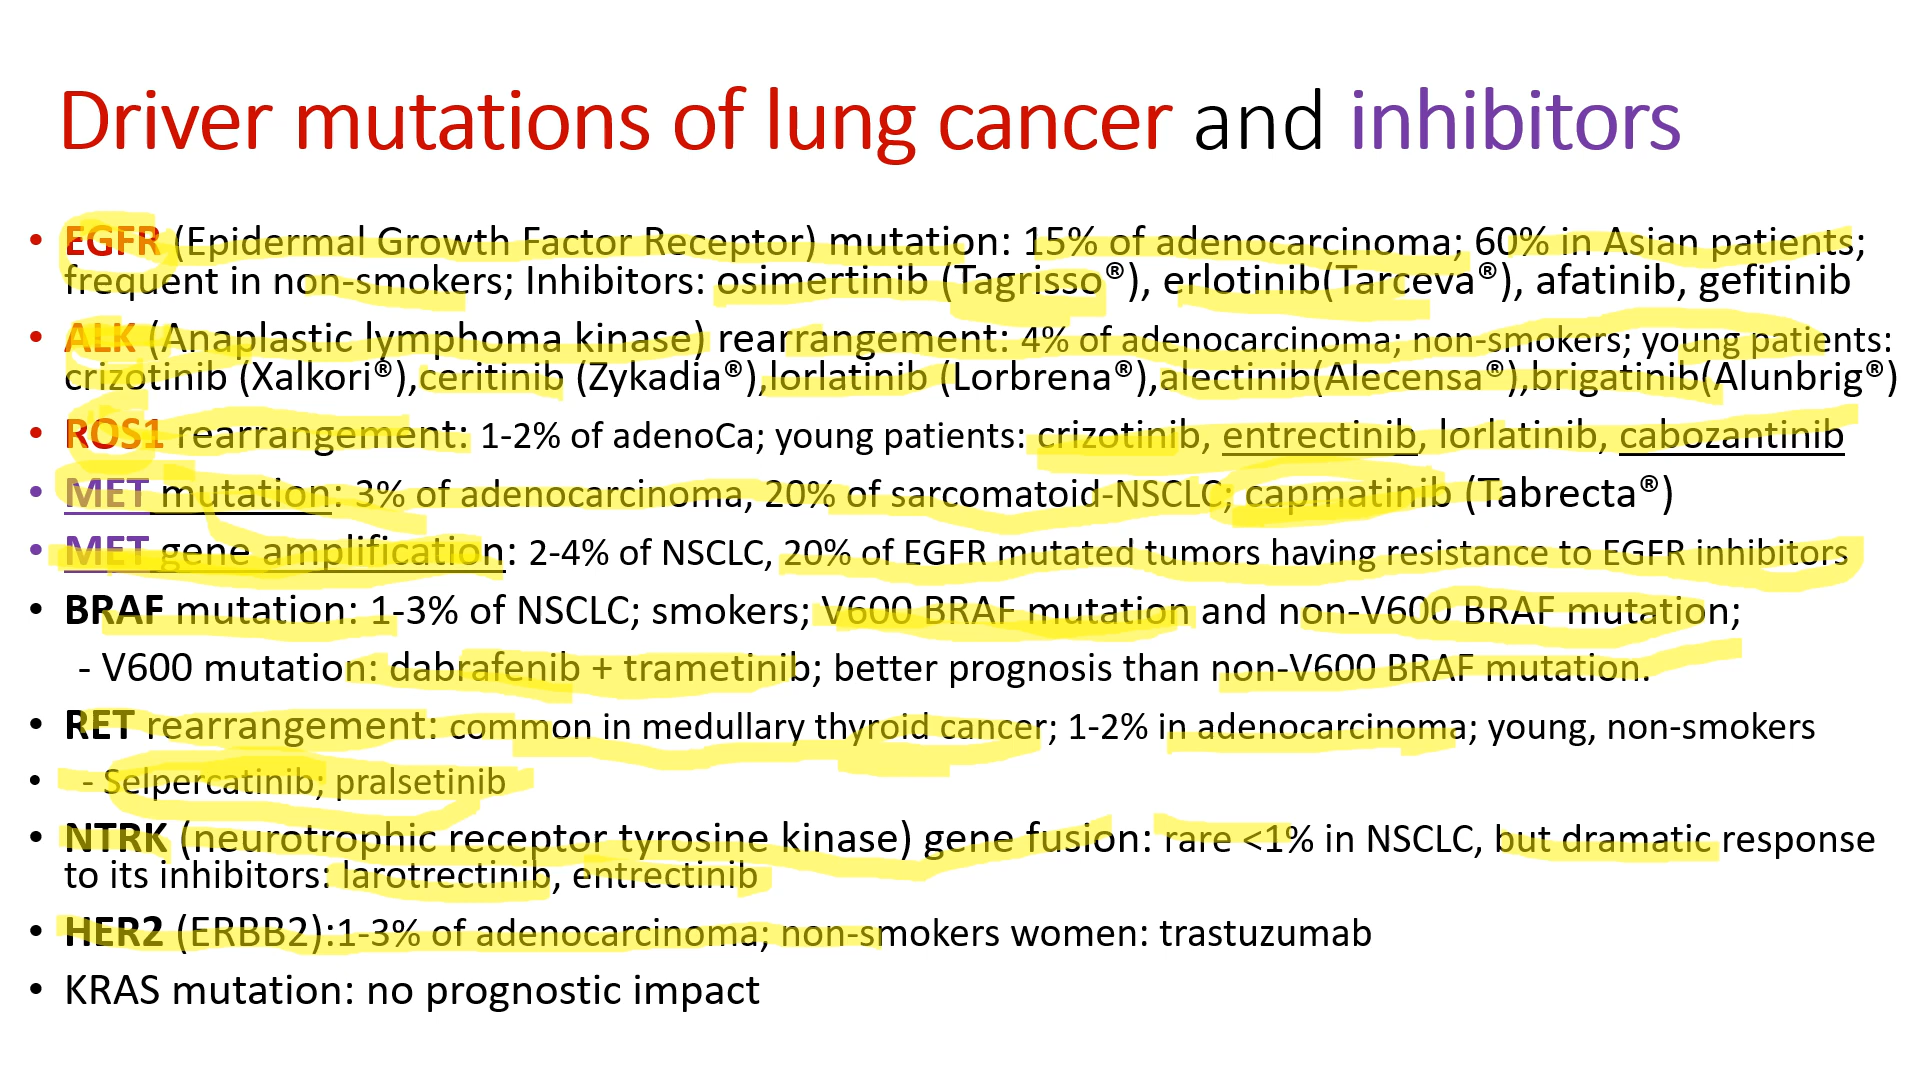 Driver mutations of lung cancer and inhibitors
• EGFR (Epidermal Growth Factor Receptor) mutation: 15% of adenocarcinoma; 60% in Asian patients;
frequent in non-smokers; Inhibitors: osimertinib (Tagrisso®), erlotinib(Tarceva®), afatinib, gefitinib
• ALK (Anaplastic lymphoma kinase) rearrangement: 4% of adenocarcinoma; non-smokers; young patients:
crizotinib (Xalkori®),ceritinib (Zykadia®),lorlatinib (Lorbrena®),alectinib(Alecensa®),brigatinib(Alunbrig®)
• ROS1 rearrangement: 1-2% of adenoCa; young patients: crizotinib, entrectinib, lorlatinib, cabozantinib
• MET mutation: 3% of adenocarcinoma, 20% of sarcomatoid-NSCLC; capmatinib (Tabrecta®)
• MET gene amplification: 2-4% of NSCLC, 20% of EGFR mutated tumors having resistance to EGFR inhibitors
• BRAF mutation: 1-3% of NSCLC; smokers; V600 BRAF mutation and non-V600 BRAF mutation;
- V600 mutation: dabrafenib + trametinib; better prognosis than non-V600 BRAF mutation.
• RET rearrangement: common in medullary thyroid cancer; 1-2% in adenocarcinoma; young, non-smokers
• - Selpercatinib; pralsetinib
• NTRK (neurotrophic receptor tyrosine kinase) gene fusion: rare <1% in NSCLC, but dramatic response
to its inhibitors: larotrectinib, entrectinib
• HER2 (ERBB2):1-3% of adenocarcinoma; non-smokers women: trastuzumab
• KRAS mutation: no prognostic impact